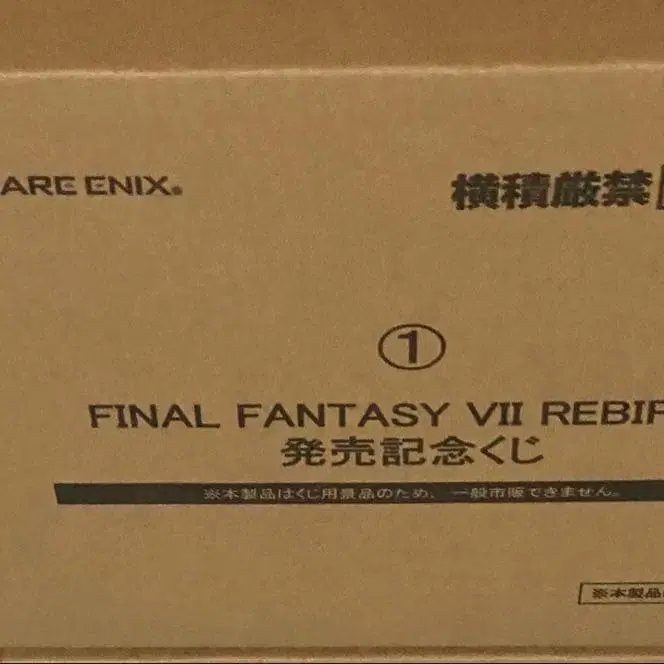 ARE ENIX®
横積厳禁
①
FINAL FANTASY VII REBI
発売記念くじ
※本製品はくじ用景品のため、一般市販できません。
※本製品